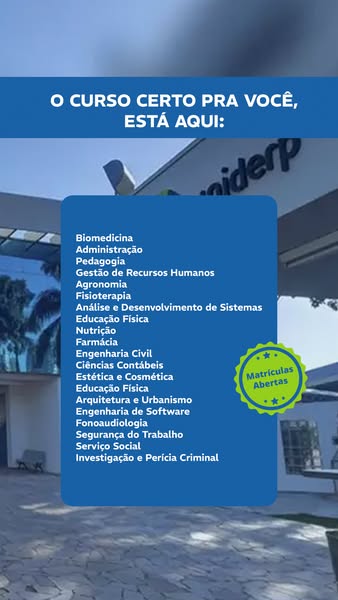 O CURSO CERTO PRA VOCÊ,
ESTÁ AQUI:
uniderp
Biomedicina
Administração
Pedagogia
Gestão de Recursos Humanos
Agronomia
Fisioterapia
Análise e Desenvolvimento de Sistemas
Educação Física
Nutrição
Farmácia
Engenharia Civil
Ciências Contábeis
Estética e Cosmética
Educação Física
Arquitetura e Urbanismo
Engenharia de Software
Fonoaudiologia
Segurança do Trabalho
Serviço Social
Investigação e Perícia Criminal
Matrículas
Abertas